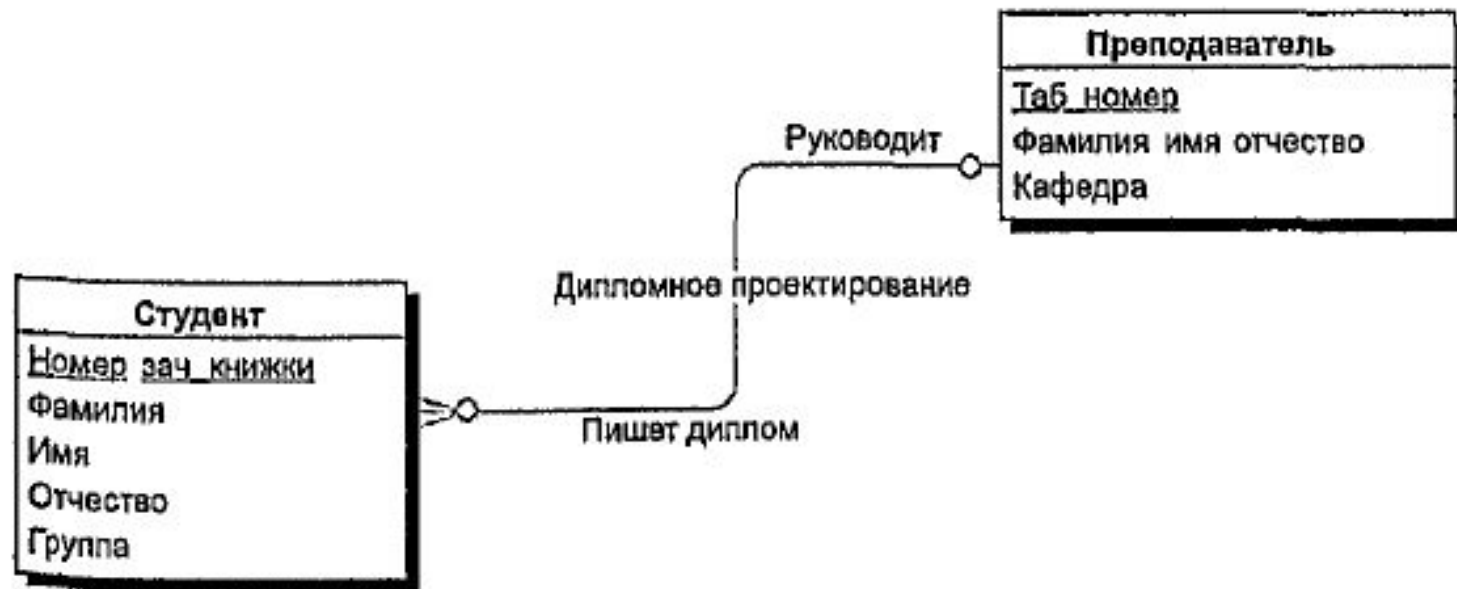 Преподаватель
Таб_номер
Фамилия имя отчество
Кафедра
Руководит
Дипломное проектирование
Пишет диплом
Студент
Номер зач_книжки
Фамилия
Имя
Отчество
Группа